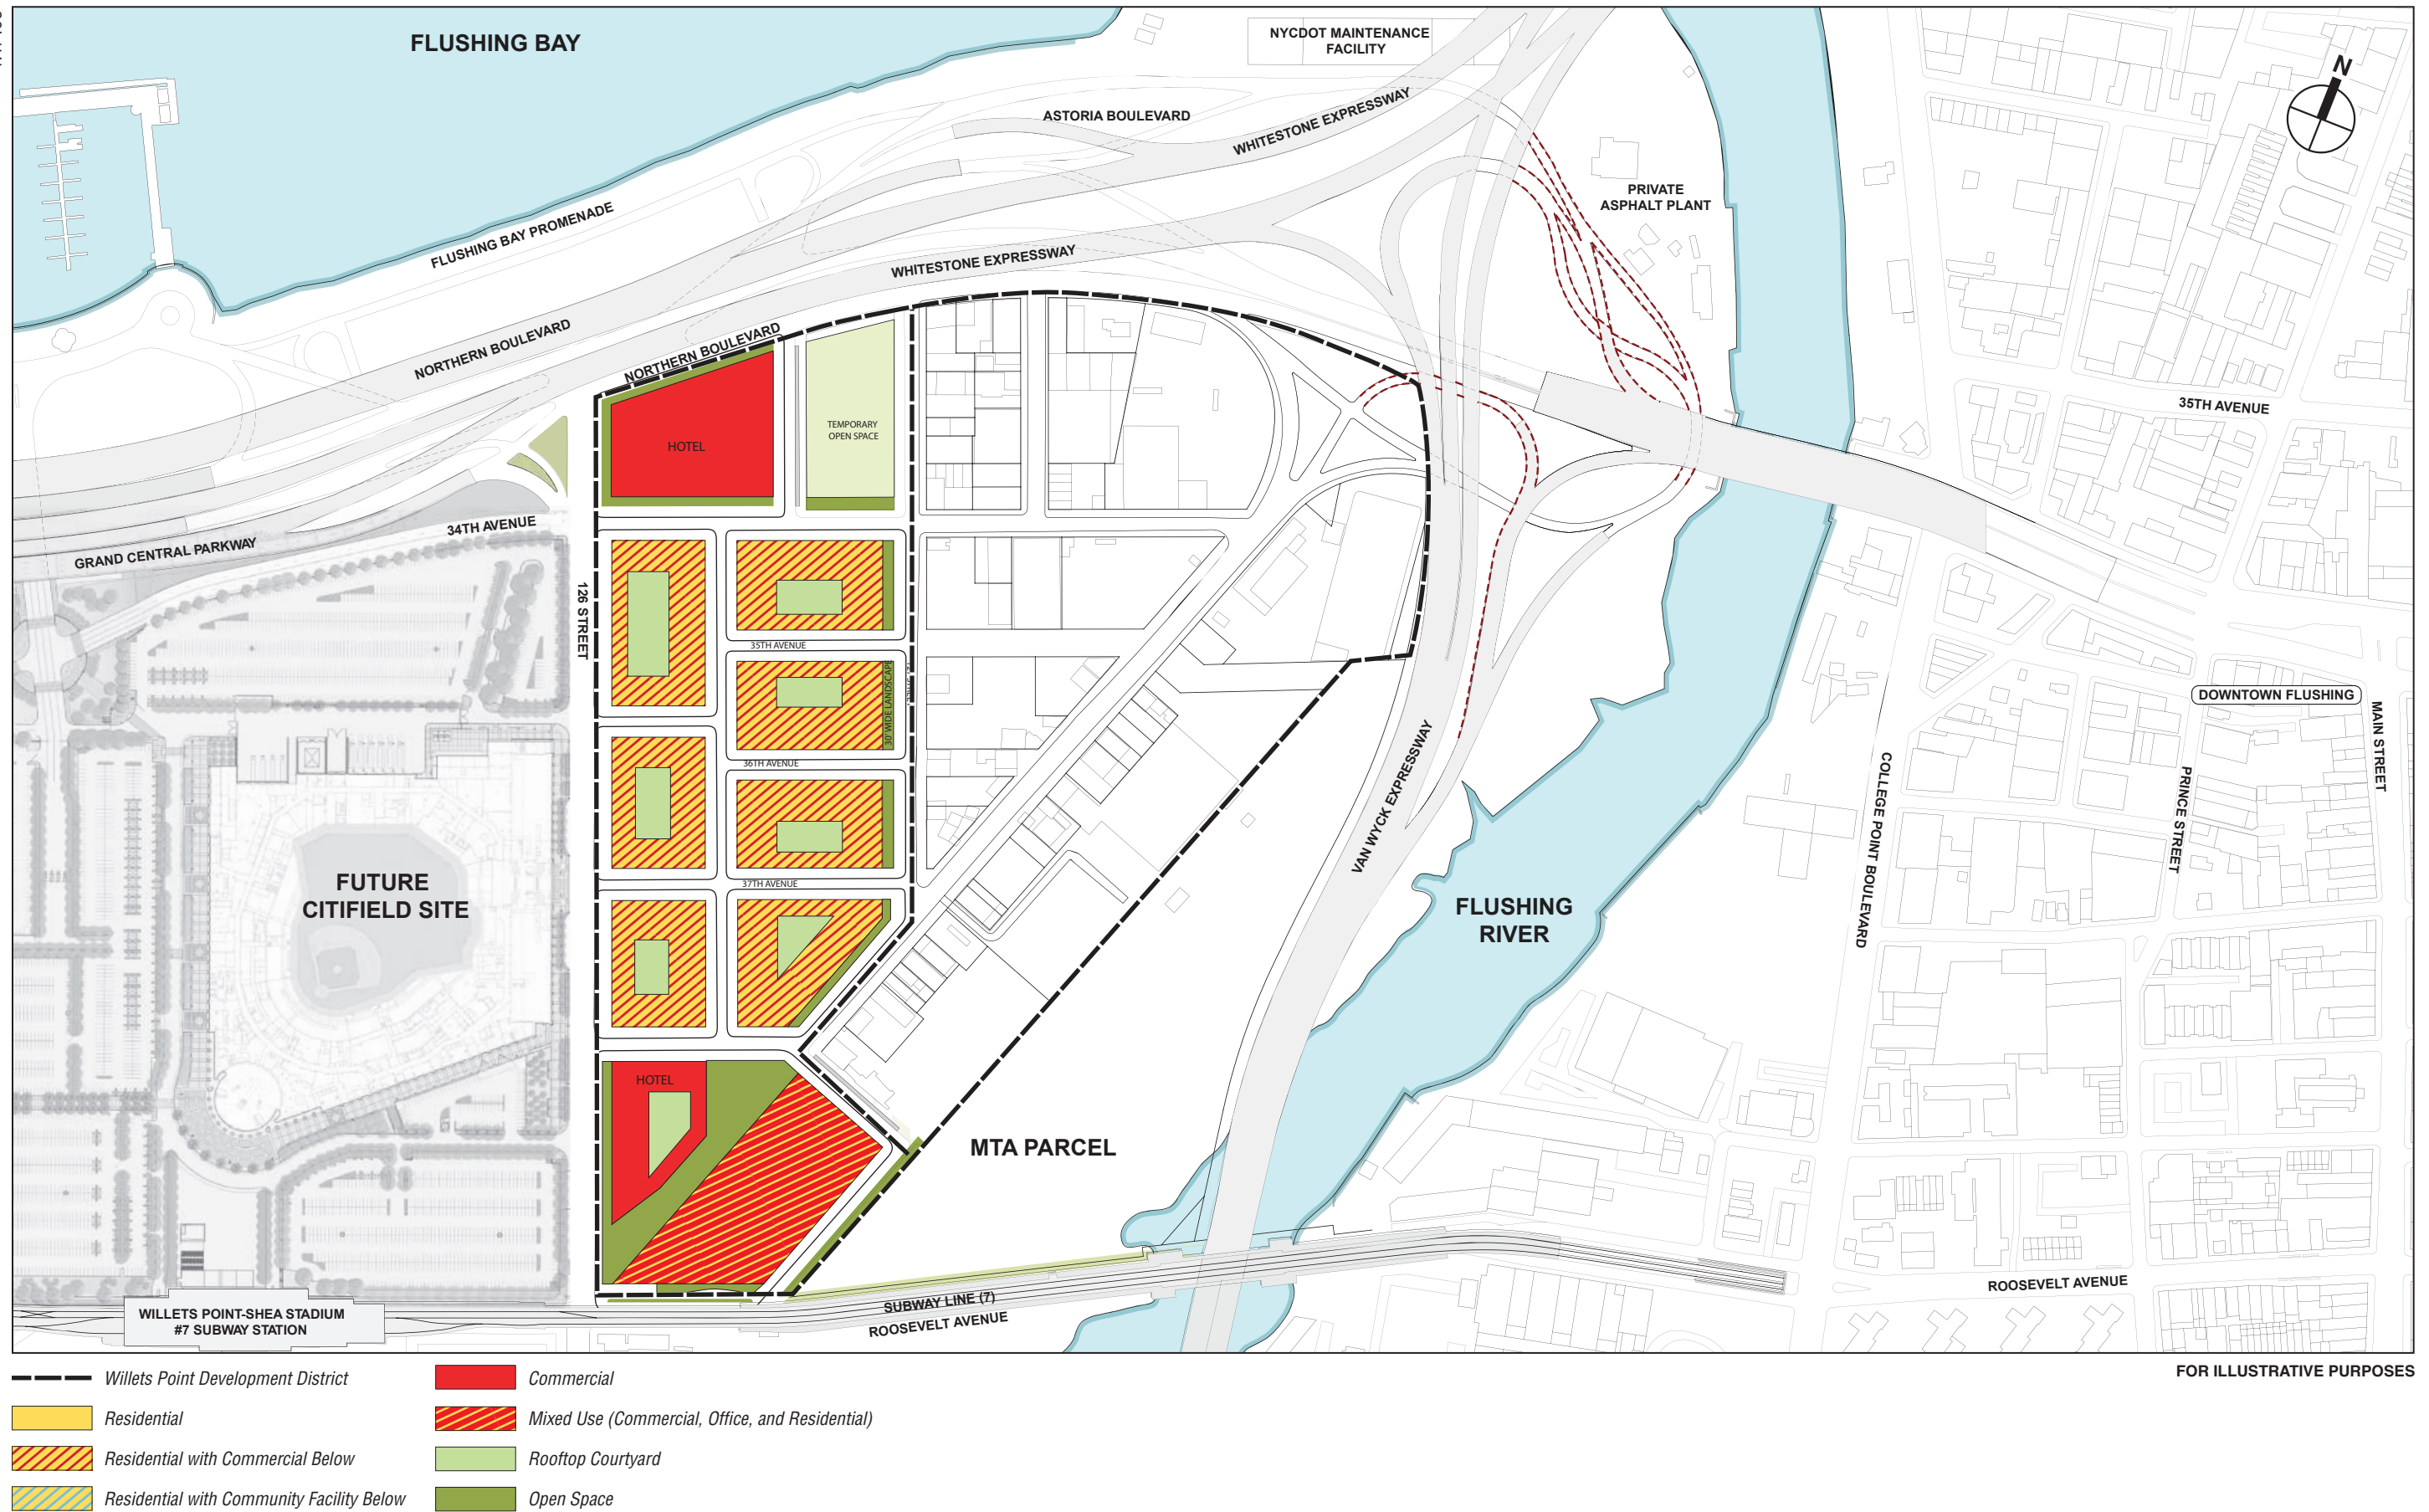 FLUSHING BAY
NYCDOT MAINTENANCE
FACILITY
N
ASTORIA BOULEVARD
WHITESTONE EXPRESSWAY
PRIVATE
ASPHALT PLANT
FLUSHING BAY PROMENADE
WHITESTONE EXPRESSWAY
NORTHERN BOULEVARD
NORTHERN BOULEVARD
35TH AVENUE
HOTEL
TEMPORARY
OPEN SPACE
34TH AVENUE
GRAND CENTRAL PARKWAY
126 STREET
35TH AVENUE
30' WIDE LANDSCAPE
DOWNTOWN FLUSHING
MAIN STREET
36TH AVENUE
COLLEGE POINT BOULEVARD
PRINCE STREET
VAN WYCK EXPRESSWAY
FUTURE
CITIFIELD SITE
37TH AVENUE
FLUSHING
RIVER
HOTEL
MTA PARCEL
ROOSEVELT AVENUE
SUBWAY LINE (7)
ROOSEVELT AVENUE
WILLETS POINT-SHEA STADIUM
#7 SUBWAY STATION
FOR ILLUSTRATIVE PURPOSES
Willets Point Development District
Residential
Residential with Commercial Below
Residential with Community Facility Below
Commercial
Mixed Use (Commercial, Office, and Residential)
Rooftop Courtyard
Open Space